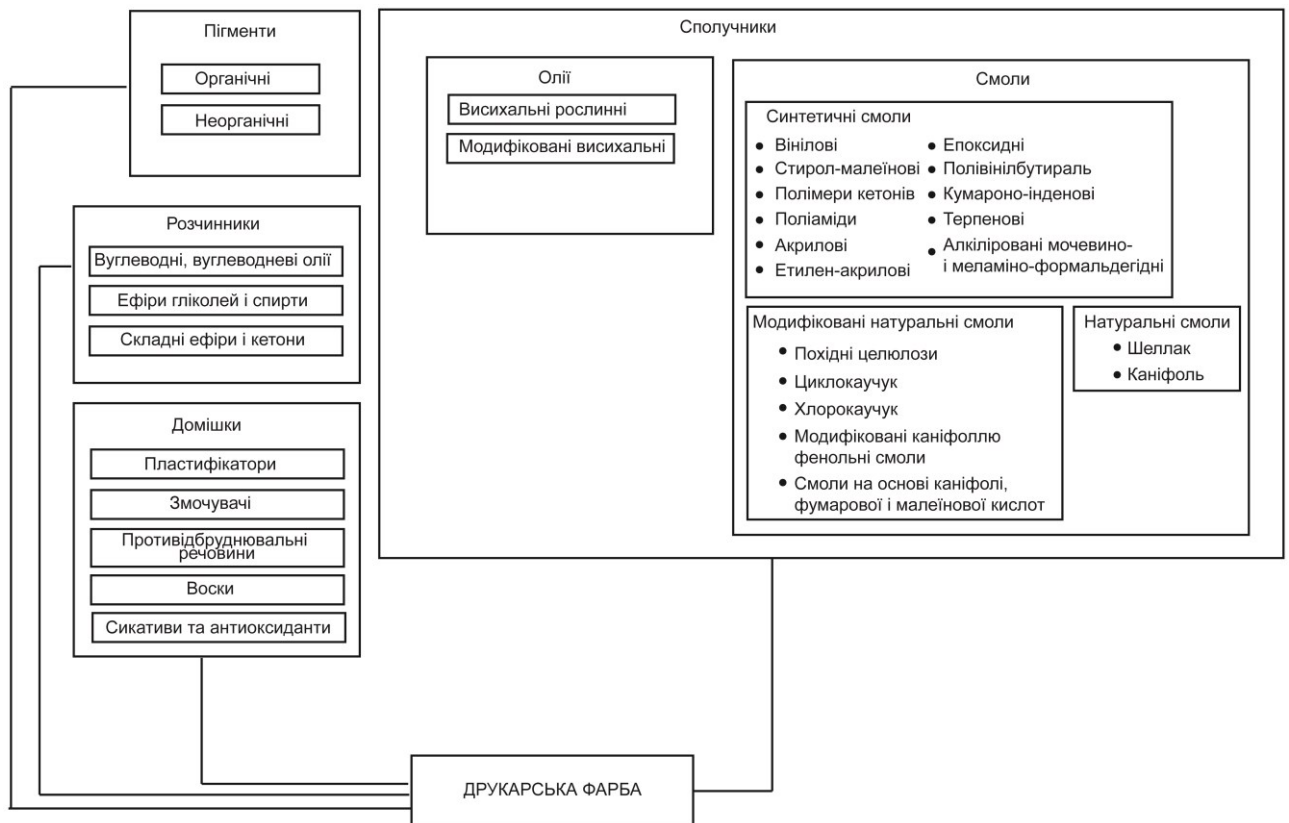 Пігменти
Органічні
Неорганічні
Розчинники
Вуглеводні, вуглеводневі олії
Ефіри гліколей і спирти
Складні ефіри і кетони
Домішки
Пластифікатори
Змочувачі
Противідбруднювальні
речовини
Воски
Сикативи та антиоксиданти
Сполучники
Олії
Висихальні рослинні
Модифіковані висихальні
Смоли
Синтетичні смоли
• Вінілові
• Стирол-малеїнові
• Полімери кетонів
• Поліаміди
• Акрилові
• Етилен-акрилові
• Епоксидні
• Полівінілбутираль
• Кумароно-інденові
• Терпенові
• Алкіліровані мочевино-
і меламіно-формальдегідні
Модифіковані натуральні смоли
• Похідні целюлози
• Циклокаучук
• Хлорокаучук
• Модифіковані каніфоллю
фенольні смоли
• Смоли на основі каніфолі,
фумарової і малеїнової кислот
Натуральні смоли
• Шеллак
• Каніфоль
ДРУКАРСЬКА ФАРБА